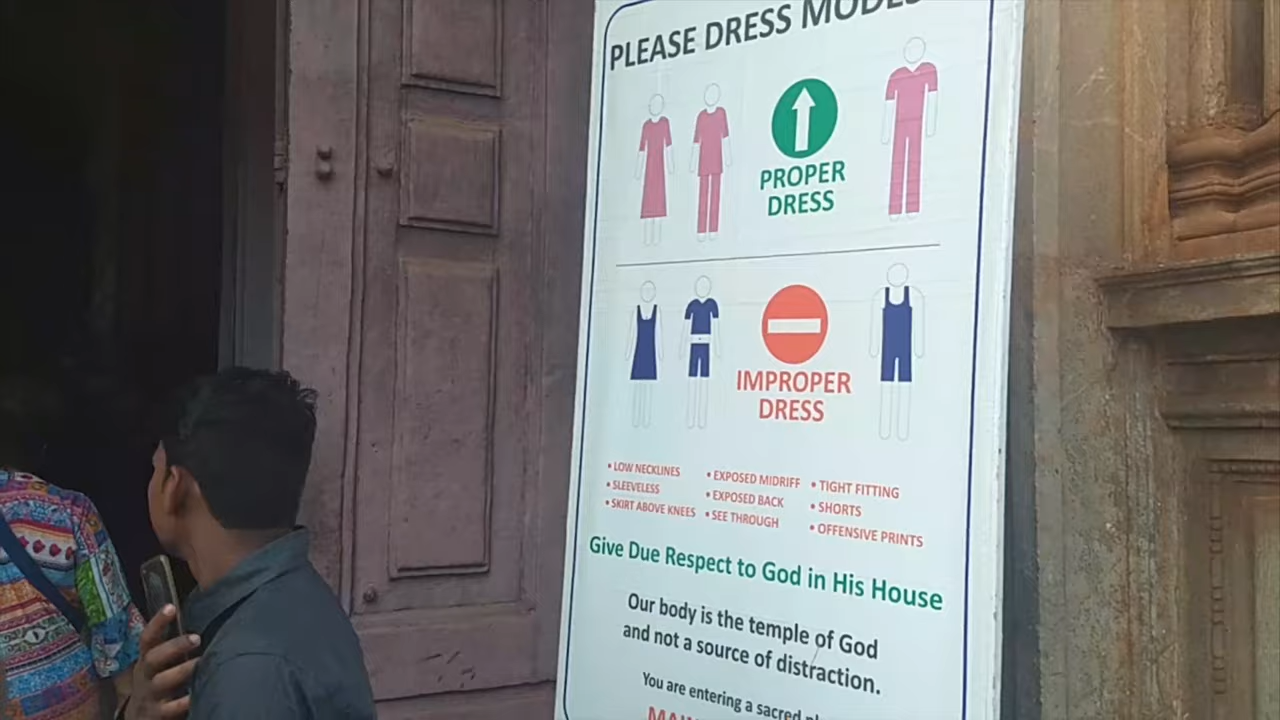 PLEASE DRESS
PROPER
DRESS
IMPROPER
DRESS
• LOW NECKLINES
• SLEEVELESS
• SKIRT ABOVE KNEES
• EXPOSED MIDRIFF
• EXPOSED BACK
• SEE THROUGH
• TIGHT FITTING
• SHORTS
• OFFENSIVE PRINTS
Give Due Respect to God in His House
Our body is the temple of God
and not a source of distraction.
You are entering a sacred